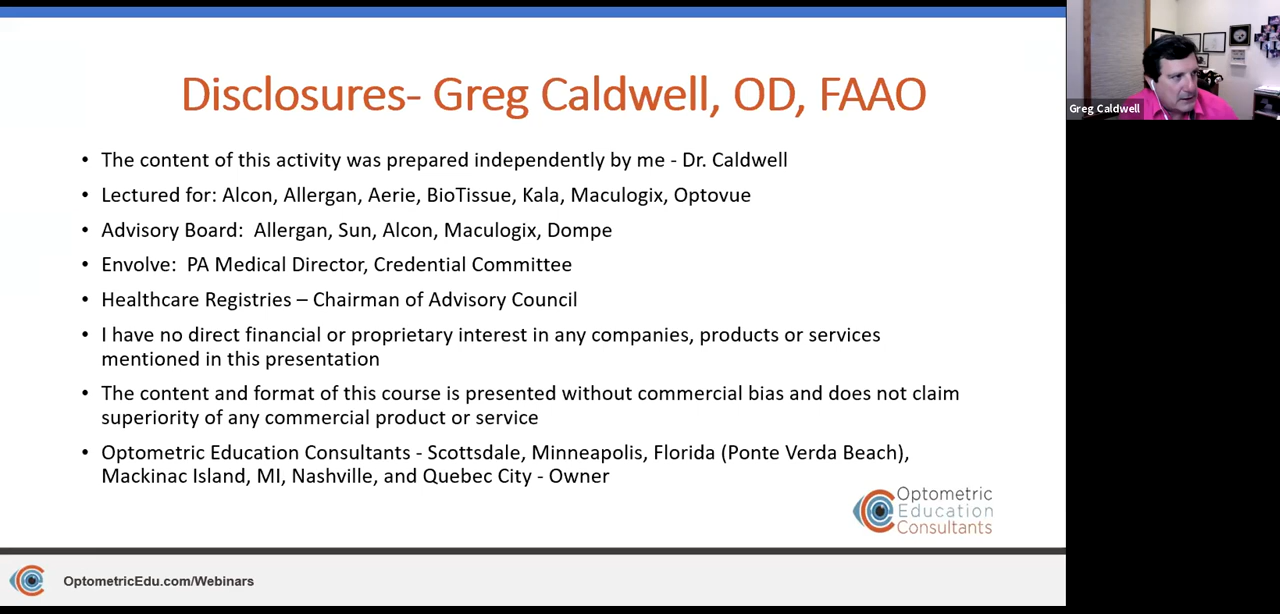 Disclosures- Greg Caldwell, OD, FAAO
• The content of this activity was prepared independently by me - Dr. Caldwell
• Lectured for: Alcon, Allergan, Aerie, BioTissue, Kala, Maculogix, Optovue
• Advisory Board:  Allergan, Sun, Alcon, Maculogix, Dompe
• Envolve:  PA Medical Director, Credential Committee
• Healthcare Registries – Chairman of Advisory Council
• I have no direct financial or proprietary interest in any companies, products or services
mentioned in this presentation
• The content and format of this course is presented without commercial bias and does not claim
superiority of any commercial product or service
• Optometric Education Consultants - Scottsdale, Minneapolis, Florida (Ponte Verda Beach),
Mackinac Island, MI, Nashville, and Quebec City - Owner
Optometric
Education
Consultants
OptometricEdu.com/Webinars
Greg Caldwell